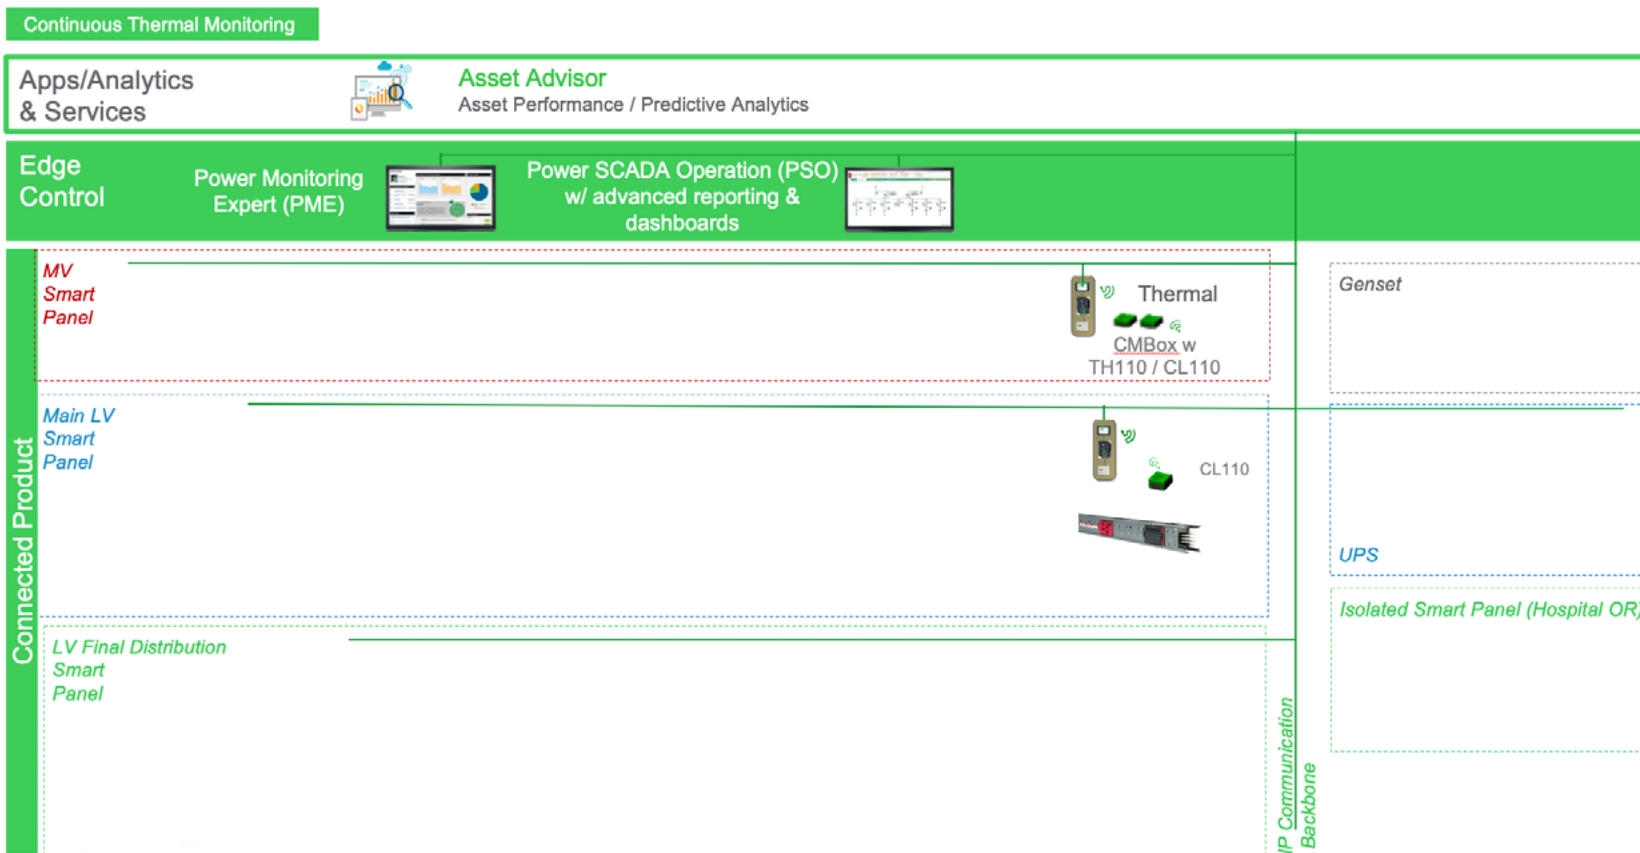 Continuous Thermal Monitoring
Apps/Analytics
& Services
Asset Advisor
Asset Performance / Predictive Analytics
Edge
Control
Power Monitoring
Expert (PME)
Power SCADA Operation (PSO)
w/ advanced reporting &
dashboards
Connected Product
MV
Smart
Panel
Thermal
CMBox w
TH110 / CL110
Genset
Main LV
Smart
Panel
CL110
UPS
Isolated Smart Panel (Hospital OR)
LV Final Distribution
Smart
Panel
IP Communication
Backbone